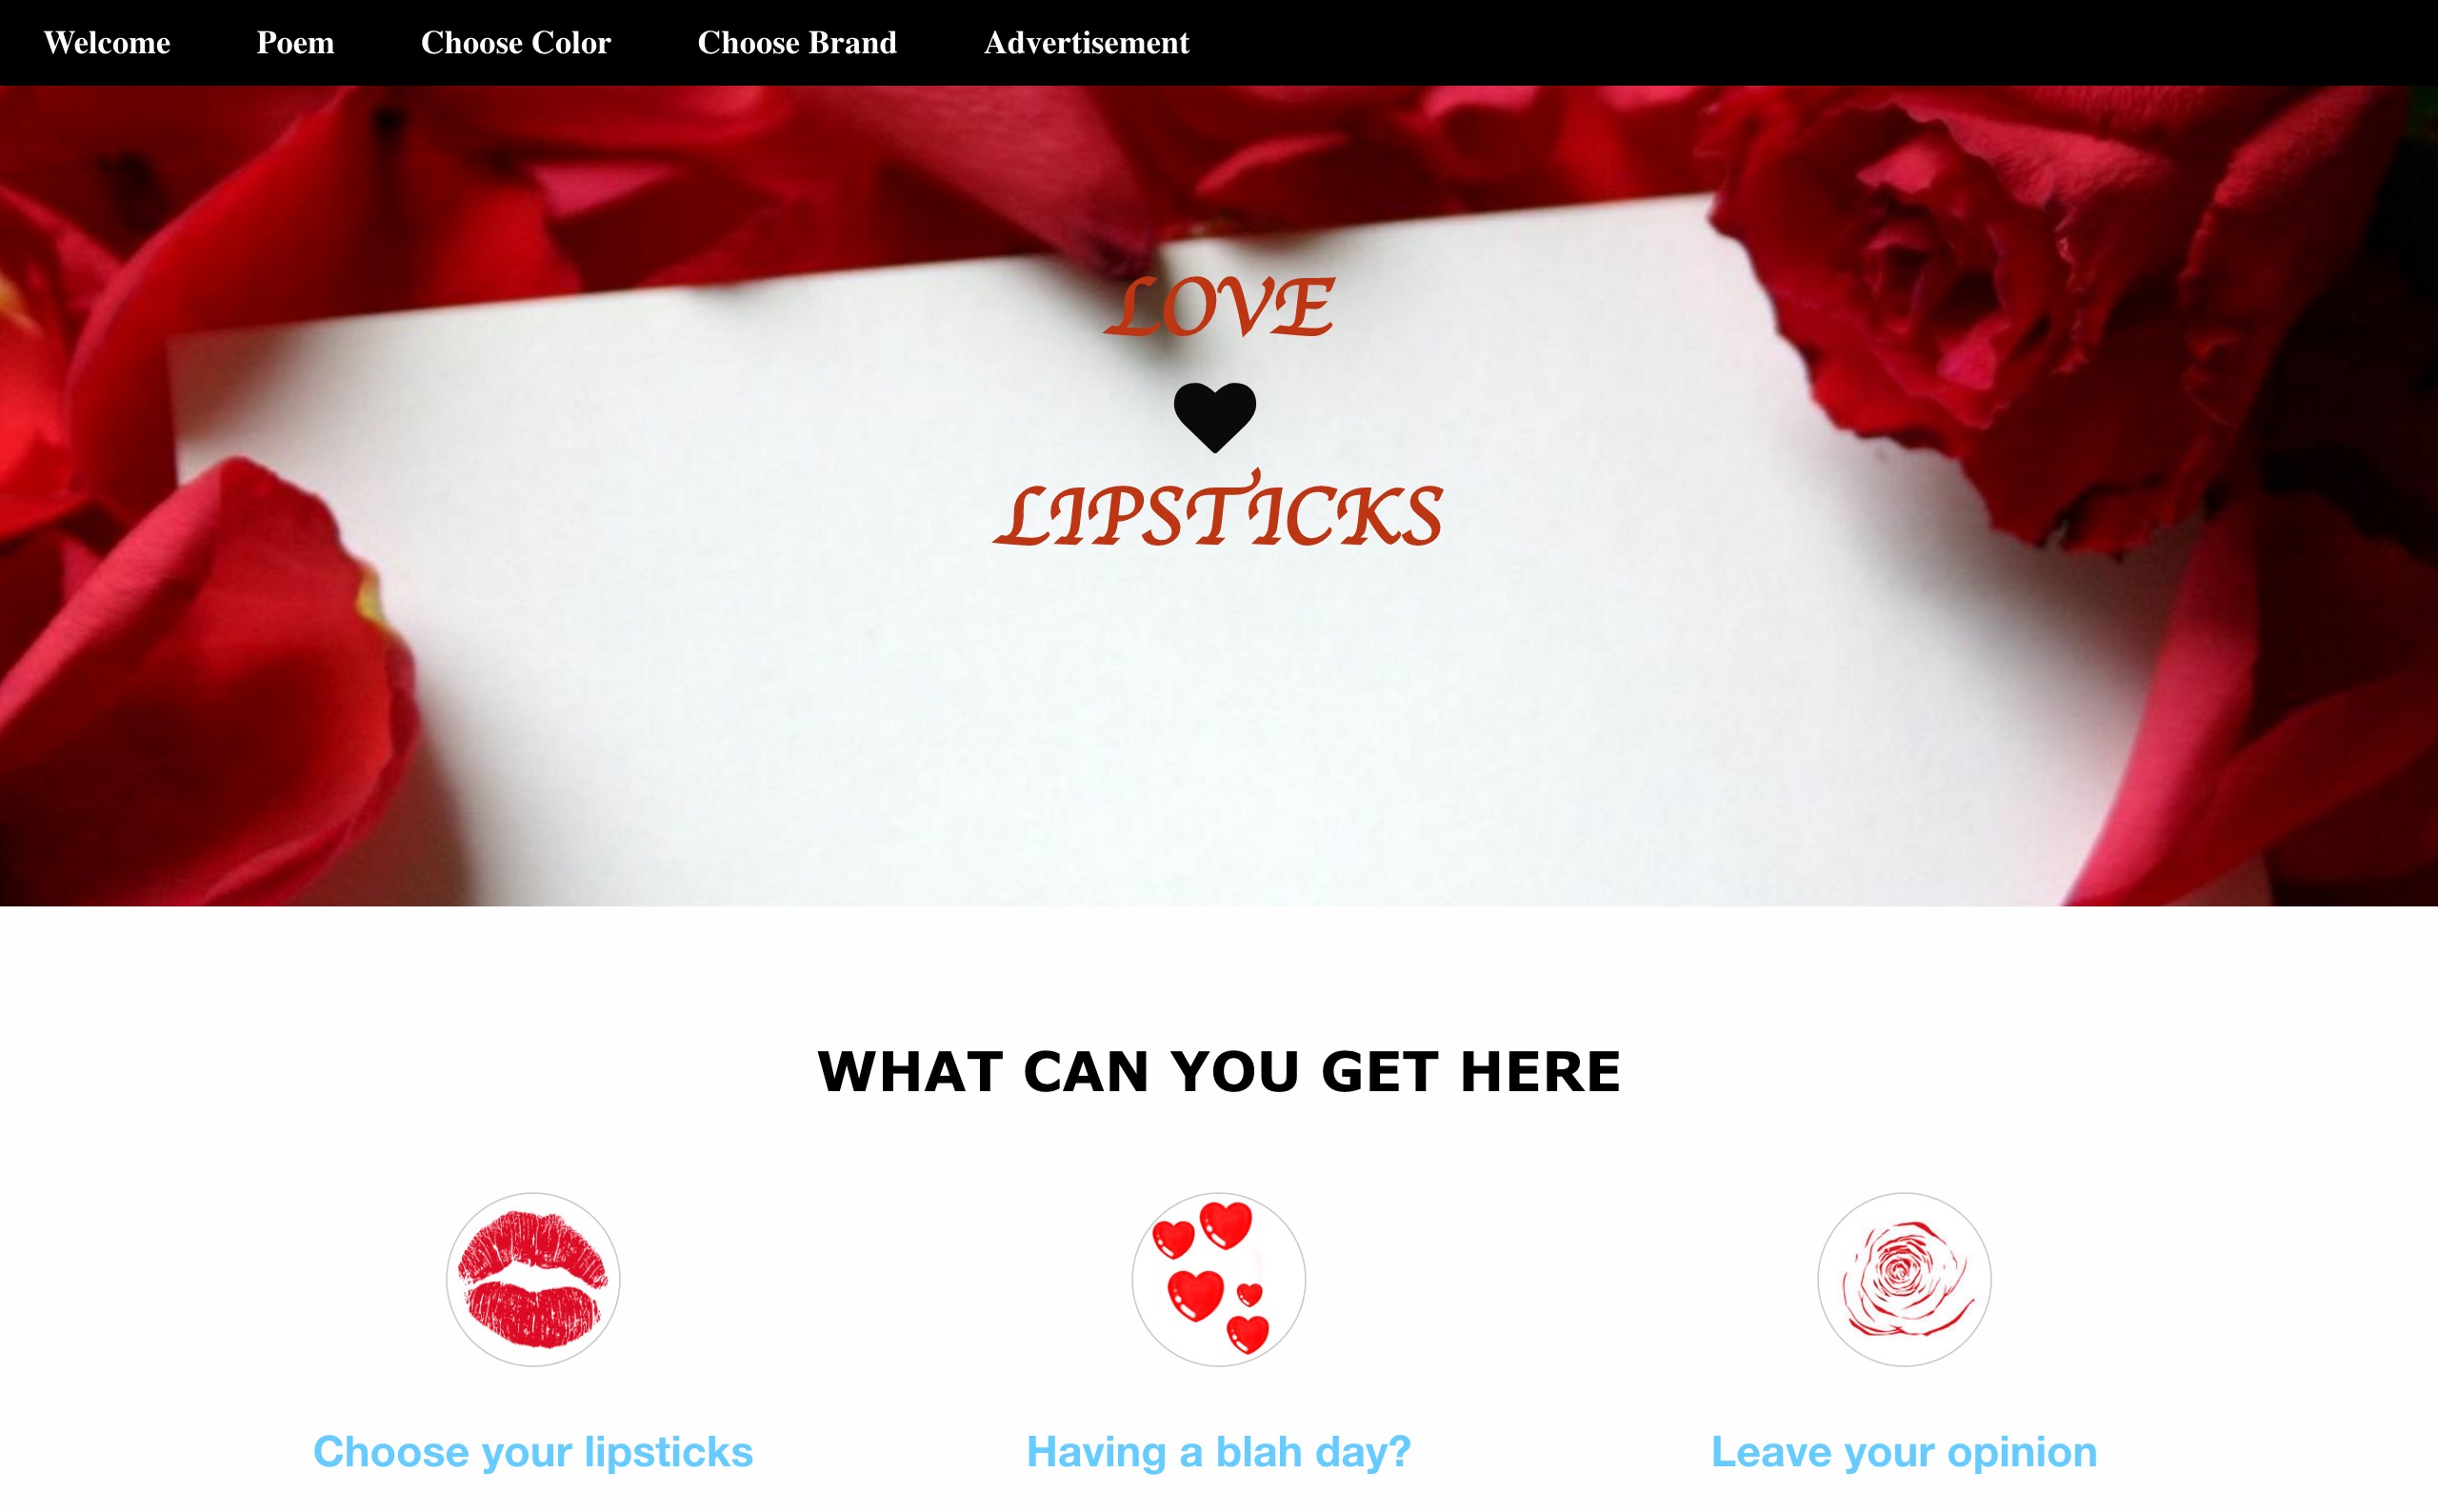 Welcome Poem Choose Color Choose Brand Advertisement
LOVE
LIPSTICKS
WHAT CAN YOU GET HERE
Choose your lipsticks Having a blah day? Leave your opinion